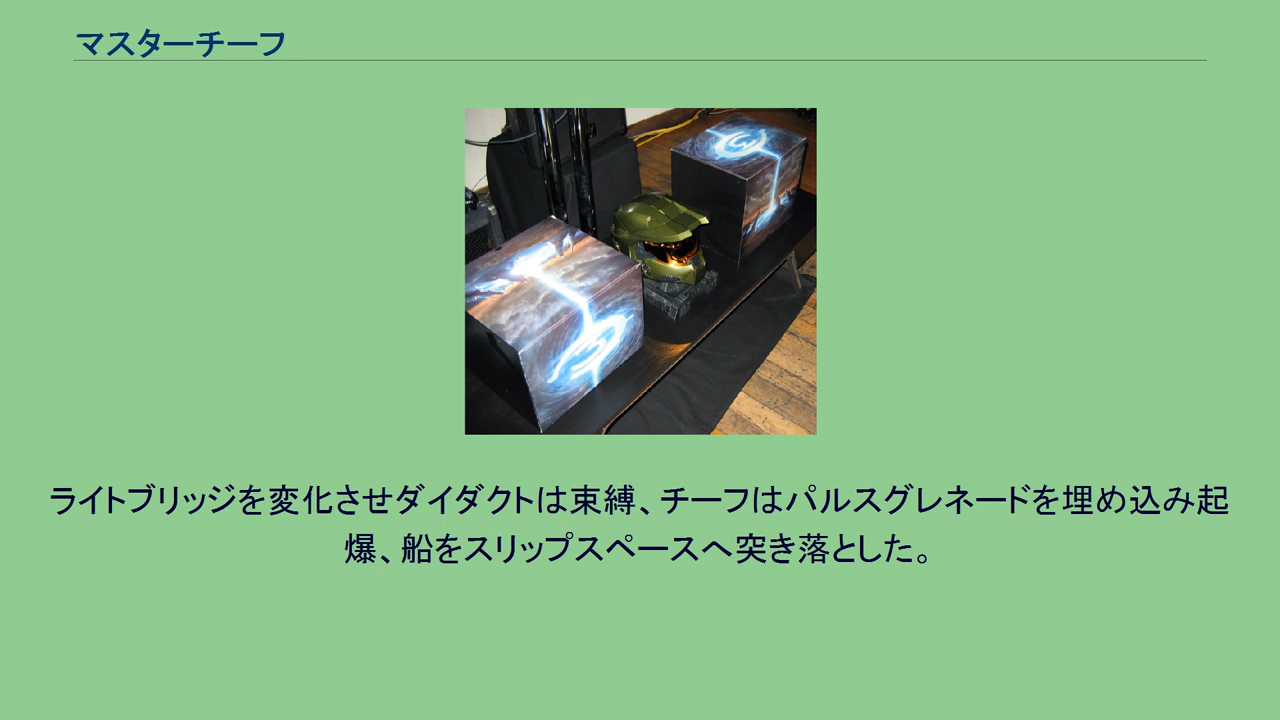 マスターチーフ
ライトブリッジを変化させダイダクトは束縛、チーフはパルスグレネードを埋め込み起
爆、船をスリップスペースへ突き落とした。